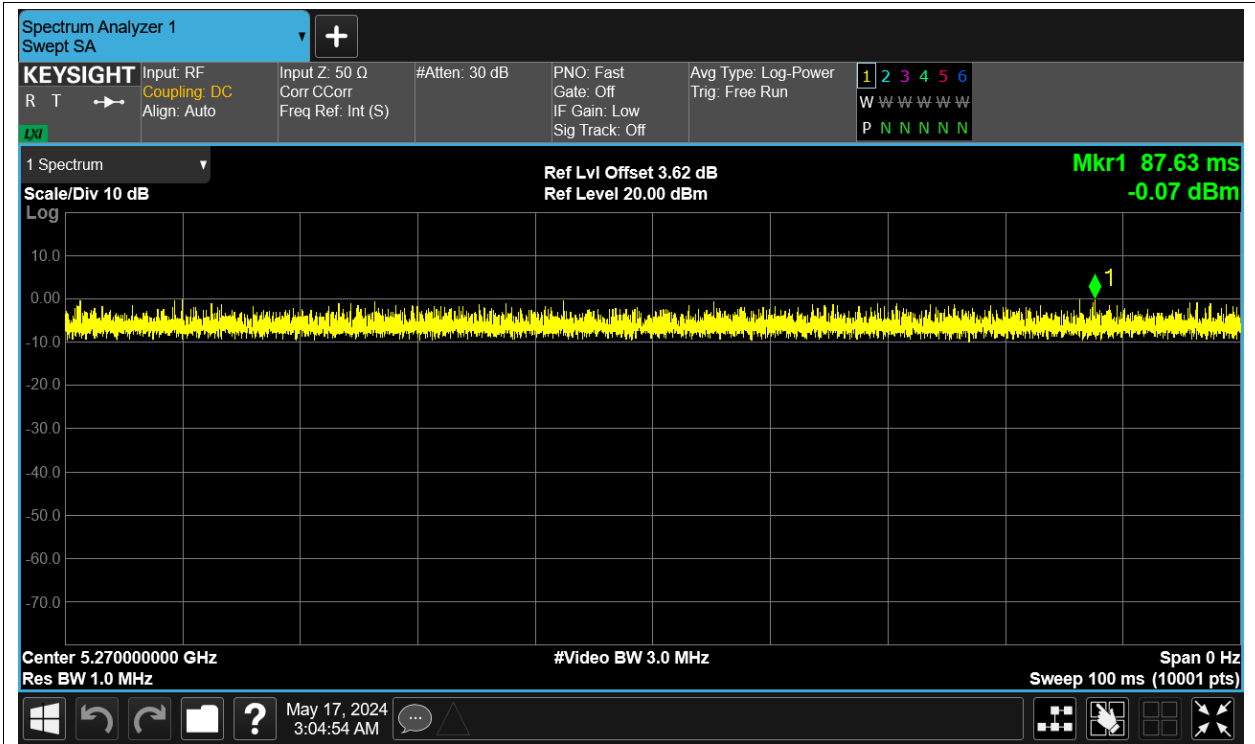 Spectrum Analyzer 1
Swept SA
KEYSIGHT
R T
LXI
Input: RF
Coupling: DC
Align: Auto
Input Z: 50 Ω
Corr CCorr
Freq Ref: Int (S)
#Atten: 30 dB
PNO: Fast
Gate: Off
IF Gain: Low
Sig Track: Off
Avg Type: Log-Power
Trig: Free Run
1 2 3 4 5 6
W W W W W W
P N N N N N
1 Spectrum
Scale/Div 10 dB
Ref Lvl Offset 3.62 dB
Ref Level 20.00 dBm
Mkr1 87.63 ms
-0.07 dBm
Log
10.0
0.00
-10.0
-20.0
-30.0
-40.0
-50.0
-60.0
-70.0
1
Center 5.270000000 GHz
#Video BW 3.0 MHz
Span 0 Hz
Res BW 1.0 MHz
Sweep 100 ms (10001 pts)
?
May 17, 2024
3:04:54 AM